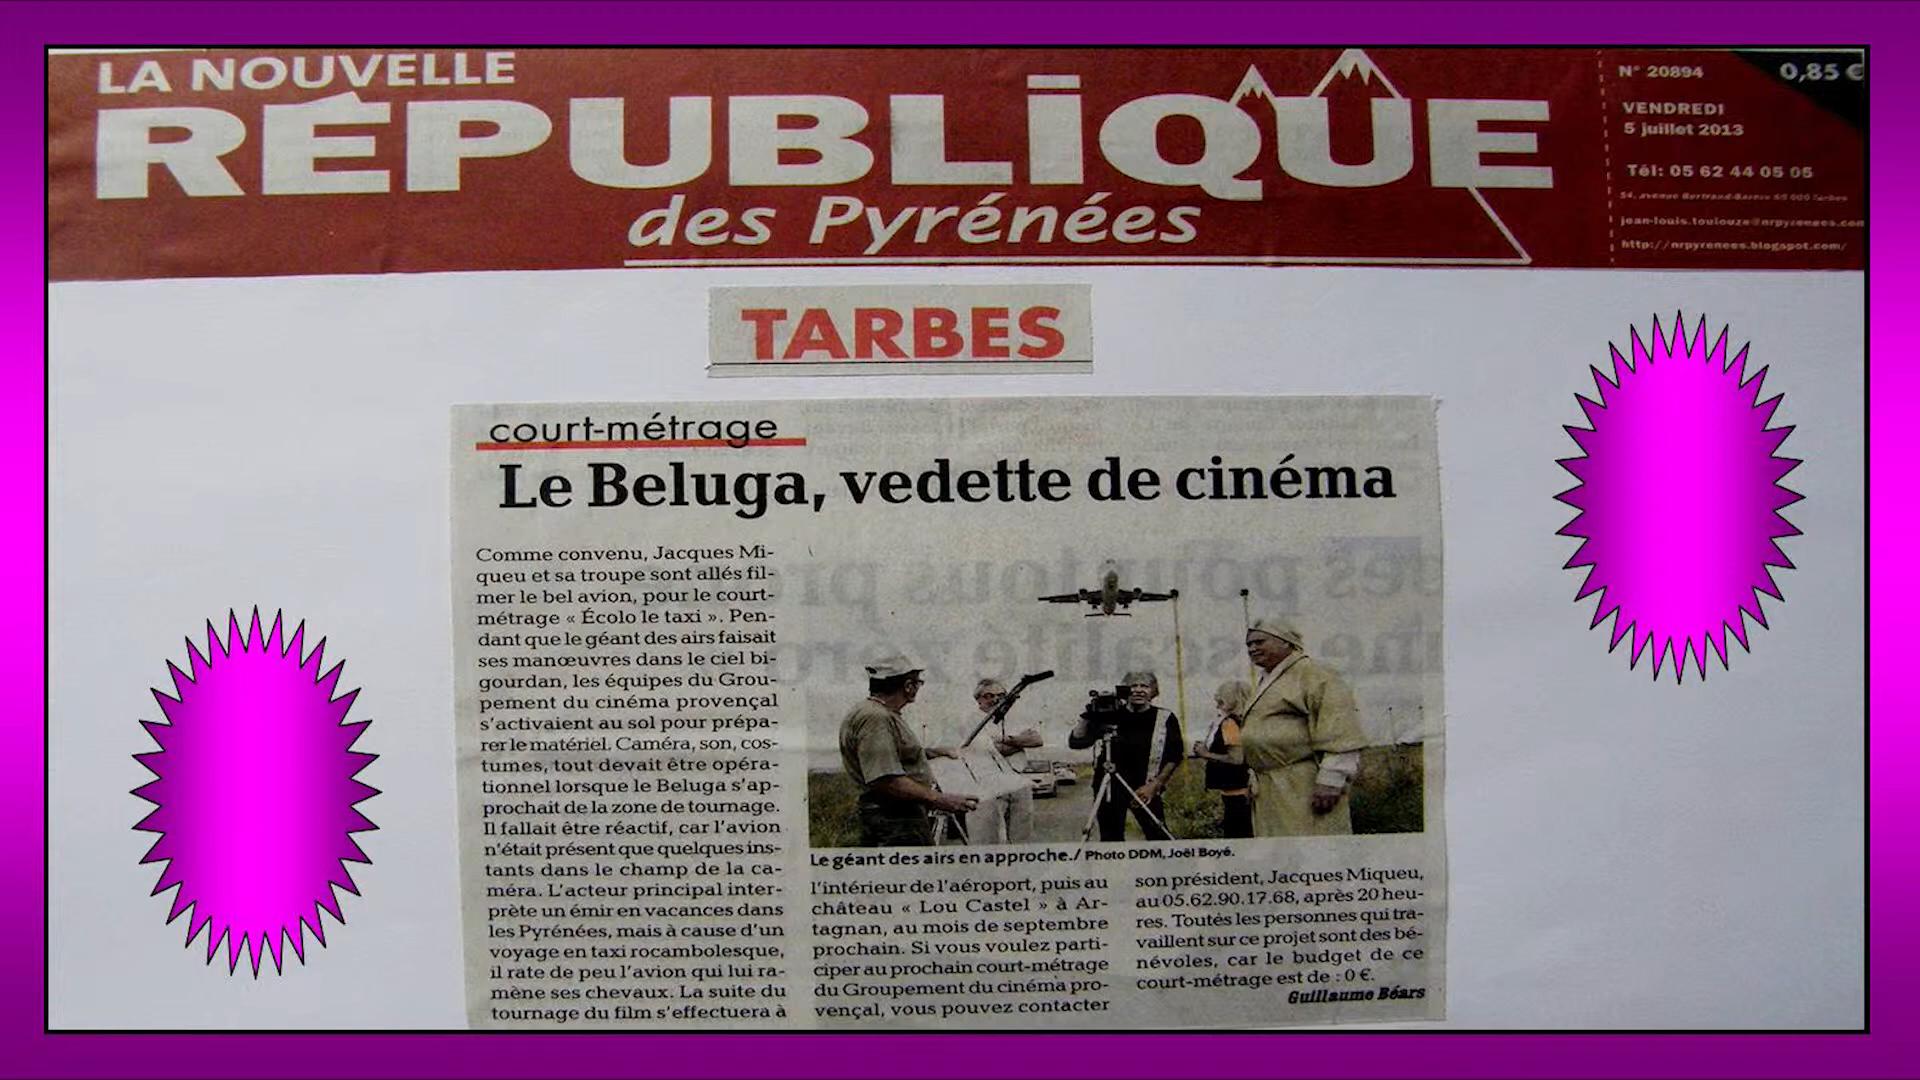 LA NOUVELLE
RÉPUBLIQUE
des Pyrénées
N° 20894
0,85 €
VENDREDI
5 juillet 2013
Tél: 05 62 44 05 05
54, avenue Bertrand-Barère 65 000 Tarbes
jean-louis.toulouze@nrpyrenees.com
http://nrpyrenees.blogspot.com/
TARBES
court-métrage
Le Beluga, vedette de cinéma
Comme convenu, Jacques Mi-
queu et sa troupe sont allés fil-
mer le bel avion, pour le court-
métrage « Écolo le taxi ». Pen-
dant que le géant des airs faisait
ses manœuvres dans le ciel bi-
gourdan, les équipes du Grou-
pement du cinéma provençal
s'activaient au sol pour prépa-
rer le matériel. Caméra, son, cos-
tumes, tout devait être opéra-
tionnel lorsque le Beluga s'ap-
prochait de la zone de tournage.
Il fallait être réactif, car l'avion
n'était présent que quelques ins-
tants dans le champ de la ca-
méra. L'acteur principal inter-
prète un émir en vacances dans
les Pyrénées, mais à cause d'un
voyage en taxi rocambolesque,
il rate de peu l'avion qui lui ra-
mène ses chevaux. La suite du
tournage du film s'effectuera à
Le géant des airs en approche./ Photo DDM, Joël Boyé.
l'intérieur de l'aéroport, puis au
château « Lou Castel » à Ar-
tagnan, au mois de septembre
prochain. Si vous voulez parti-
ciper au prochain court-métrage
du Groupement du cinéma pro-
vençal, vous pouvez contacter
son président, Jacques Miqueu,
au 05.62.90.17.68, après 20 heu-
res. Toutes les personnes qui tra-
vaillent sur ce projet sont des bé-
névoles, car le budget de ce
court-métrage est de : 0 €.
Guillaume Béars